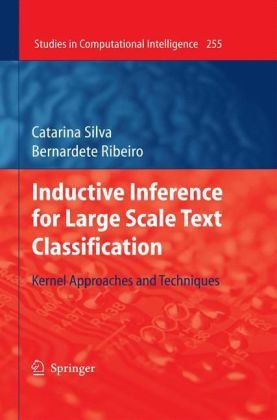 Studies in Computational Intelligence 255
Catarina Silva
Bernardete Ribeiro
Inductive Inference
for Large Scale Text
Classification
Kernel Approaches and Techniques
Springer